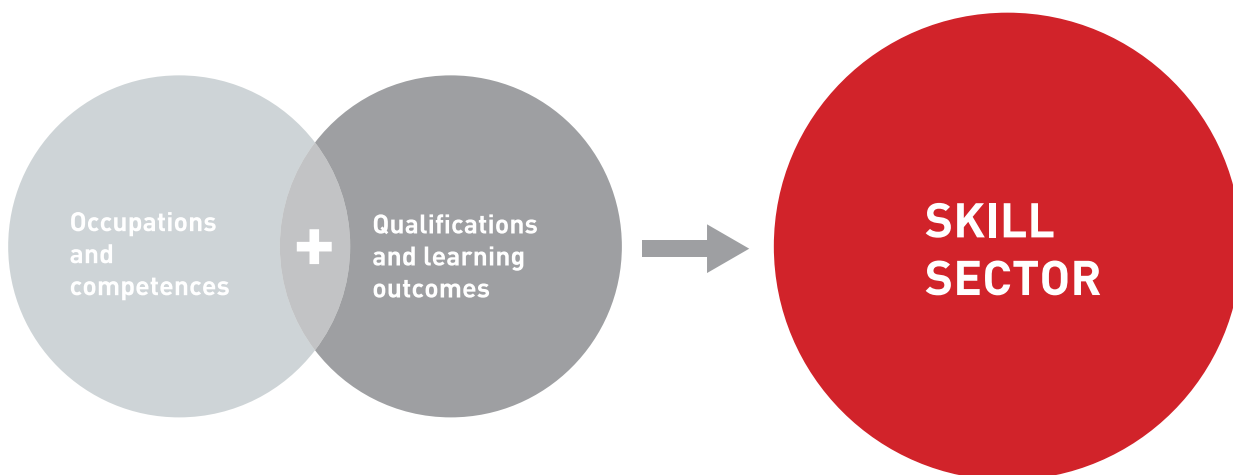 Occupations
and
competences
+
Qualifications
and learning
outcomes
SKILL
SECTOR